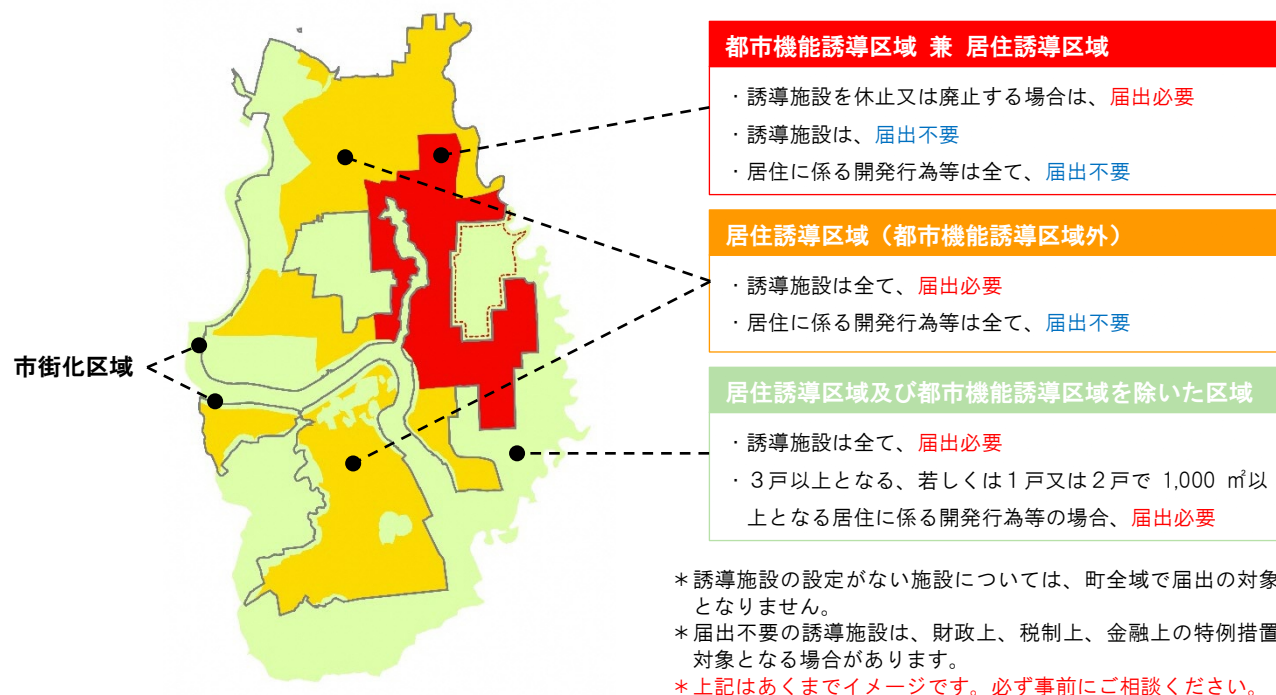 都市機能誘導区域 兼 居住誘導区域
・誘導施設を休止又は廃止する場合は、届出必要
・誘導施設は、届出不要
・居住に係る開発行為等は全て、届出不要
居住誘導区域（都市機能誘導区域外）
・誘導施設は全て、届出必要
・居住に係る開発行為等は全て、届出不要
市街化区域
居住誘導区域及び都市機能誘導区域を除いた区域
・誘導施設は全て、届出必要
・３戸以上となる、若しくは１戸又は２戸で 1,000 ㎡以
上となる居住に係る開発行為等の場合、届出必要
＊誘導施設の設定がない施設については、町全域で届出の対象
となりません。
＊届出不要の誘導施設は、財政上、税制上、金融上の特例措置
対象となる場合があります。
＊上記はあくまでイメージです。必ず事前にご相談ください。